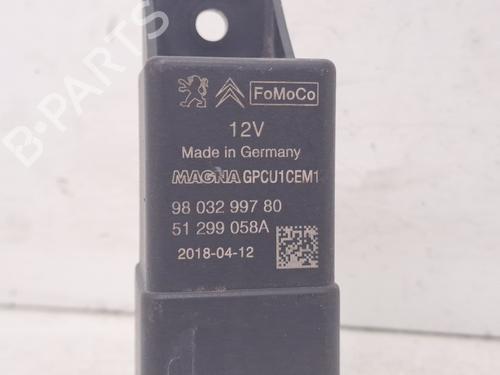 B-PARTS
FoMoCo
12V
Made in Germany
MAGNA GPCU1CEM1
98 032 997 80
51 299 058A
2018-04-12